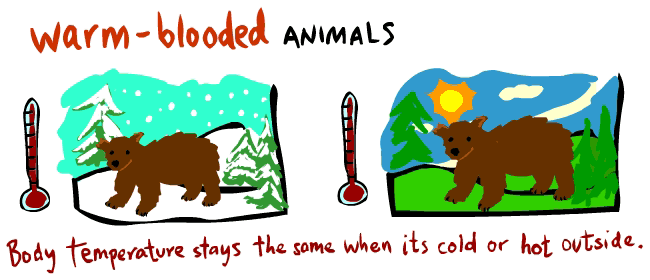 warm-blooded ANIMALS
Body temperature stays the same when its cold or hot outside.